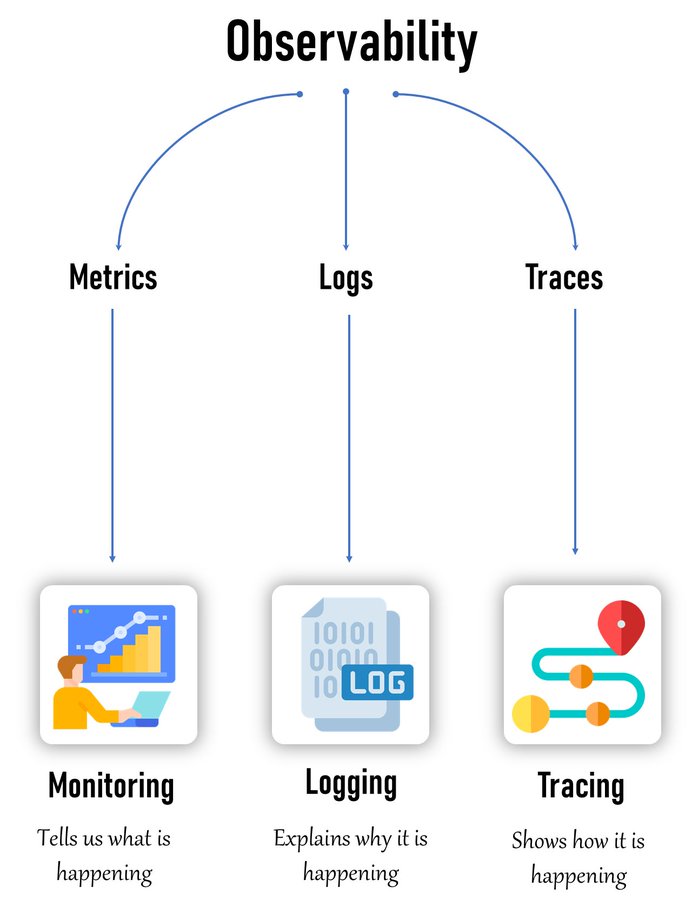 Observability
Metrics
Logs
Traces
10101
01010
10
LOG
Monitoring
Logging
Tracing
Tells us what is
happening
Explains why it is
happening
Shows how it is
happening